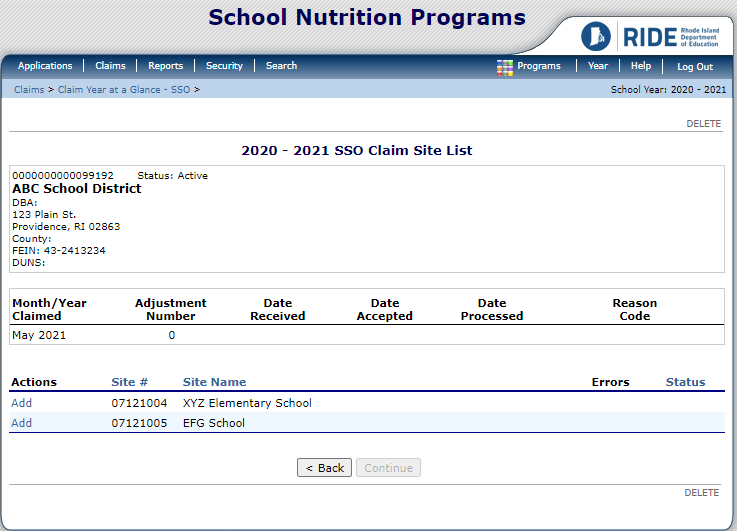 School Nutrition Programs
RIDE Rhode Island
Department
of Education
Applications Claims Reports Security Search Programs Year Help Log Out
Claims > Claim Year at a Glance - SSO > School Year: 2020 - 2021
DELETE
2020 - 2021 SSO Claim Site List
0000000000099192 Status: Active
ABC School District
DBA:
123 Plain St.
Providence, RI 02863
County:
FEIN: 43-2413234
DUNS:
Month/Year Adjustment Date Date Date Reason
Claimed Number Received Accepted Processed Code
May 2021 0
Actions Site # Site Name Errors Status
Add 07121004 XYZ Elementary School
Add 07121005 EFG School
< Back Continue
DELETE